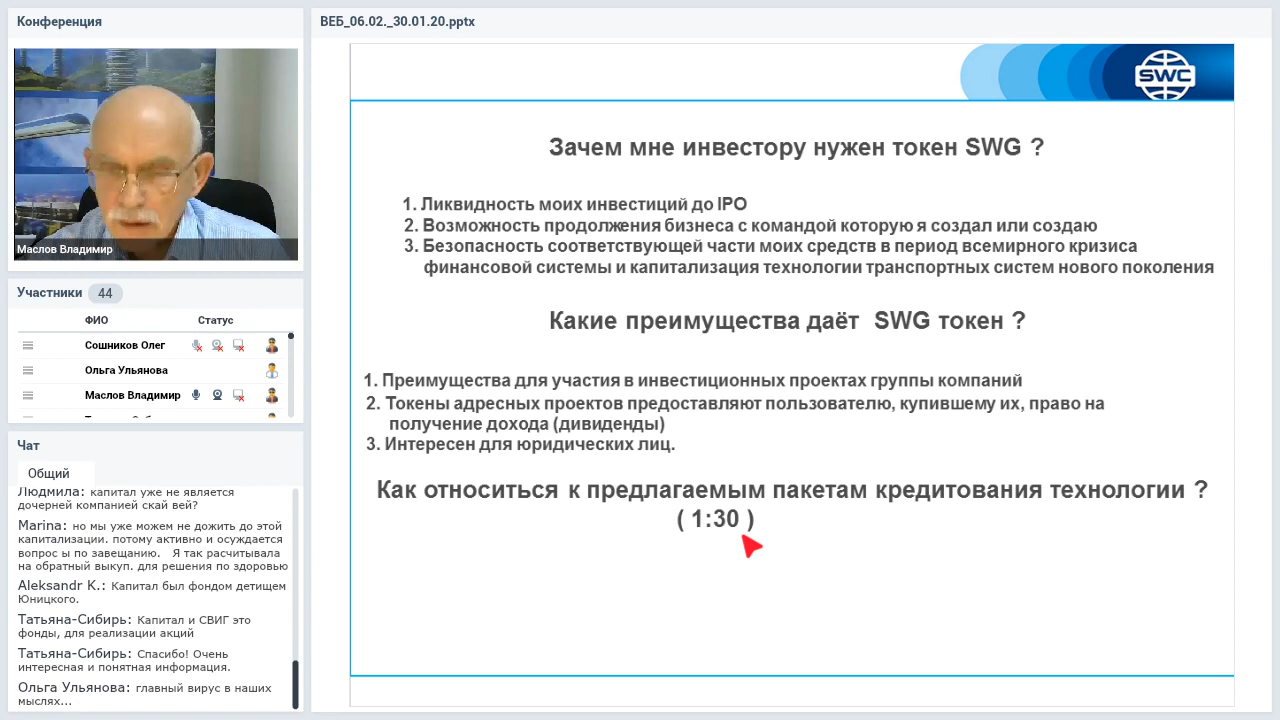 Конференция
Маслов Владимир
Участники 44
ФИО Статус
Сошников Олег
Ольга Ульянова
Маслов Владимир
Чат
Общий
Людмила: капитал уже не является
дочерней компанией скай вей?
Marina: но мы уже можем не дожить до этой
капитализации. потому активно и осуждается
вопрос ы по завещанию. Я так расчитывала
на обратный выкуп. для решения по здоровью
Aleksandr K.: Капитал был фондом детищем
Юницкого.
Татьяна-Сибирь: Капитал и СВИГ это
фонды, для реализации акций
Татьяна-Сибирь: Спасибо! Очень
интересная и понятная информация.
Ольга Ульянова: главный вирус в наших
мыслях...
ВЕБ_06.02._30.01.20.pptx
SWC
Зачем мне инвестору нужен токен SWG ?
1. Ликвидность моих инвестиций до IPO
2. Возможность продолжения бизнеса с командой которую я создал или создаю
3. Безопасность соответствующей части моих средств в период всемирного кризиса
финансовой системы и капитализация технологии транспортных систем нового поколения
Какие преимущества даёт SWG токен ?
1. Преимущества для участия в инвестиционных проектах группы компаний
2. Токены адресных проектов предоставляют пользователю, купившему их, право на
получение дохода (дивиденды)
3. Интересен для юридических лиц.
Как относиться к предлагаемым пакетам кредитования технологии ?
( 1:30 )